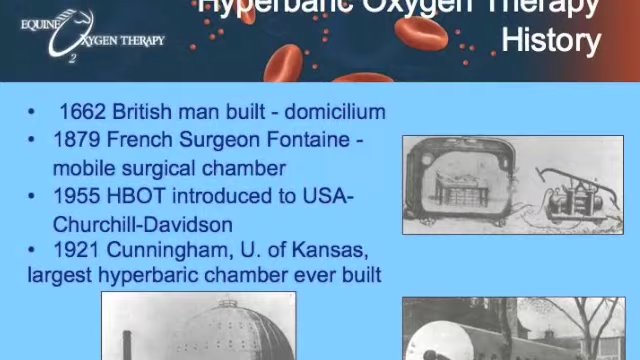 EQUINE
OXYGEN THERAPY
2
Hyperbaric Oxygen Therapy
History
• 1662 British man built - domicilium
• 1879 French Surgeon Fontaine -
mobile surgical chamber
• 1955 HBOT introduced to USA-
Churchill-Davidson
• 1921 Cunningham, U. of Kansas,
largest hyperbaric chamber ever built